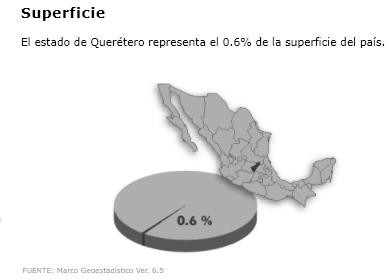 Superficie
El estado de Querétero representa el 0.6% de la superficie del país.
0.6 %
FUENTE: Marco Geoestadístico Ver. 6.5